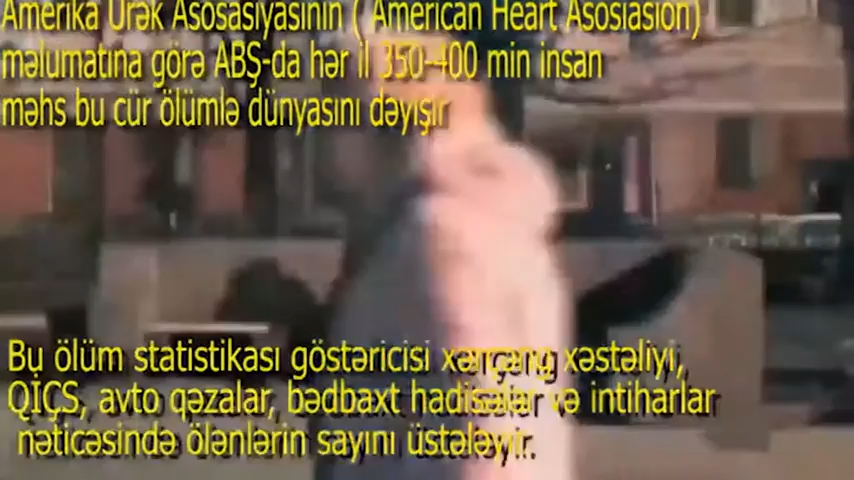 Amerika Ürək Asosasiyasının ( American Heart Asosiasion)
məlumatına görə ABŞ-da hər il 350-400 min insan
məhs bu cür ölümlə dünyasını dəyişir
Bu ölüm statistikası göstəricisi xərçəng xəstəliyi,
QİÇS, avto qəzalar, bədbaxt hadisələr və intiharlar
nəticəsində ölənlərin sayını üstələyir.